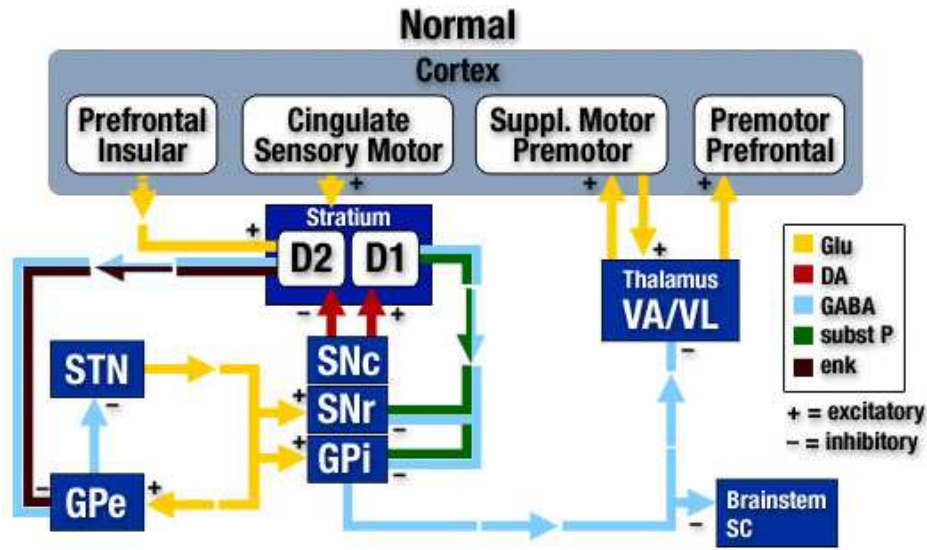 Normal
Cortex
Prefrontal
Insular
Cingulate
Sensory Motor
Suppl. Motor
Premotor
Premotor
Prefrontal
+
+
+
+
+
Stratium
D2
D1
Thalamus
VA/VL
Glu
DA
GABA
subst P
enk
+ = excitatory
– = inhibitory
–
+
–
SNc
STN
SNr
GPi
+
–
–
+
–
GPe
–
+
Brainstem
SC
–